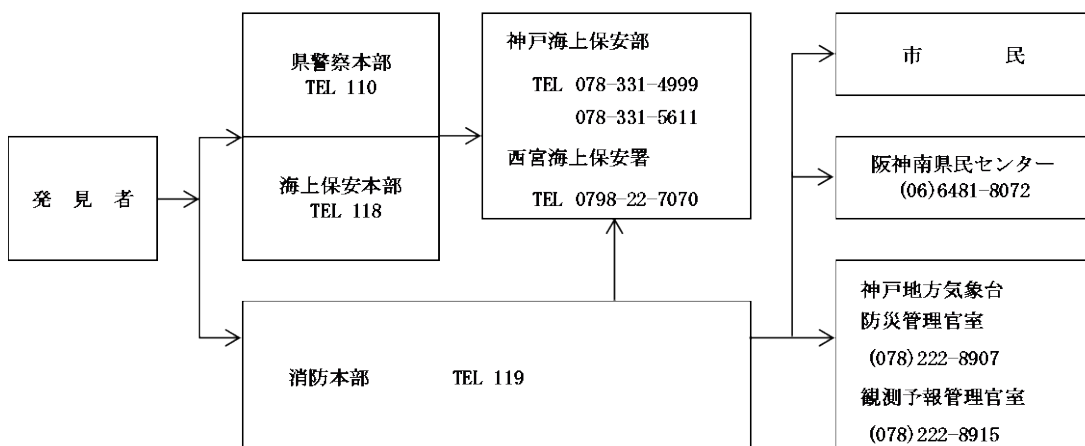 発　見　者
県警察本部
TEL 110
海上保安本部
TEL 118
神戸海上保安部
TEL 078-331-4999
078-331-5611
西宮海上保安署
TEL 0798-22-7070
消防本部　　　TEL 119
市　　　民
阪神南県民センター
(06)6481-8072
神戸地方気象台
防災管理官室
(078)222-8907
観測予報管理官室
(078)222-8915